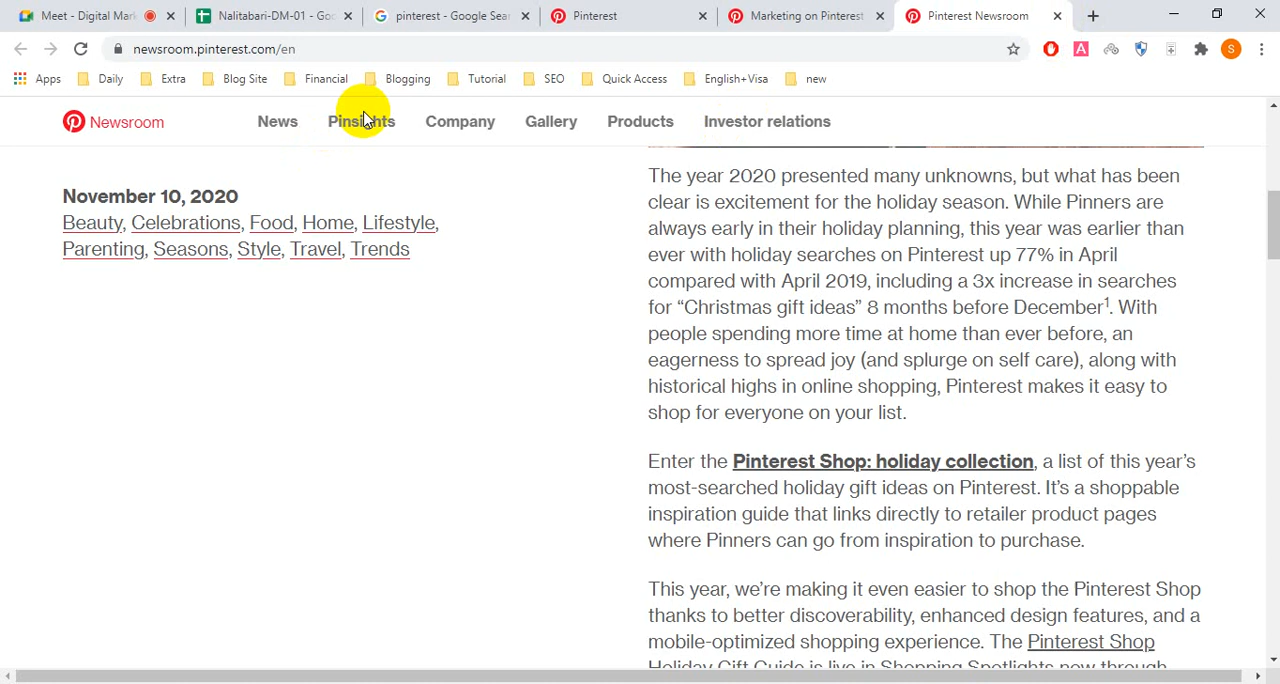 Meet - Digital Mark
Nalitabari-DM-01 - Goo
pinterest - Google Sear
Pinterest
Marketing on Pinterest
Pinterest Newsroom
newsroom.pinterest.com/en
S
Apps
Daily
Extra
Blog Site
Financial
Blogging
Tutorial
SEO
Quick Access
English+Visa
new
Newsroom
News
Pinsights
Company
Gallery
Products
Investor relations
November 10, 2020
Beauty, Celebrations, Food, Home, Lifestyle,
Parenting, Seasons, Style, Travel, Trends
The year 2020 presented many unknowns, but what has been
clear is excitement for the holiday season. While Pinners are
always early in their holiday planning, this year was earlier than
ever with holiday searches on Pinterest up 77% in April
compared with April 2019, including a 3x increase in searches
for “Christmas gift ideas” 8 months before December¹. With
people spending more time at home than ever before, an
eagerness to spread joy (and splurge on self care), along with
historical highs in online shopping, Pinterest makes it easy to
shop for everyone on your list.
Enter the Pinterest Shop: holiday collection, a list of this year’s
most-searched holiday gift ideas on Pinterest. It’s a shoppable
inspiration guide that links directly to retailer product pages
where Pinners can go from inspiration to purchase.
This year, we’re making it even easier to shop the Pinterest Shop
thanks to better discoverability, enhanced design features, and a
mobile-optimized shopping experience. The Pinterest Shop
Holiday Gift Guide is live in Shopping Spotlights now through